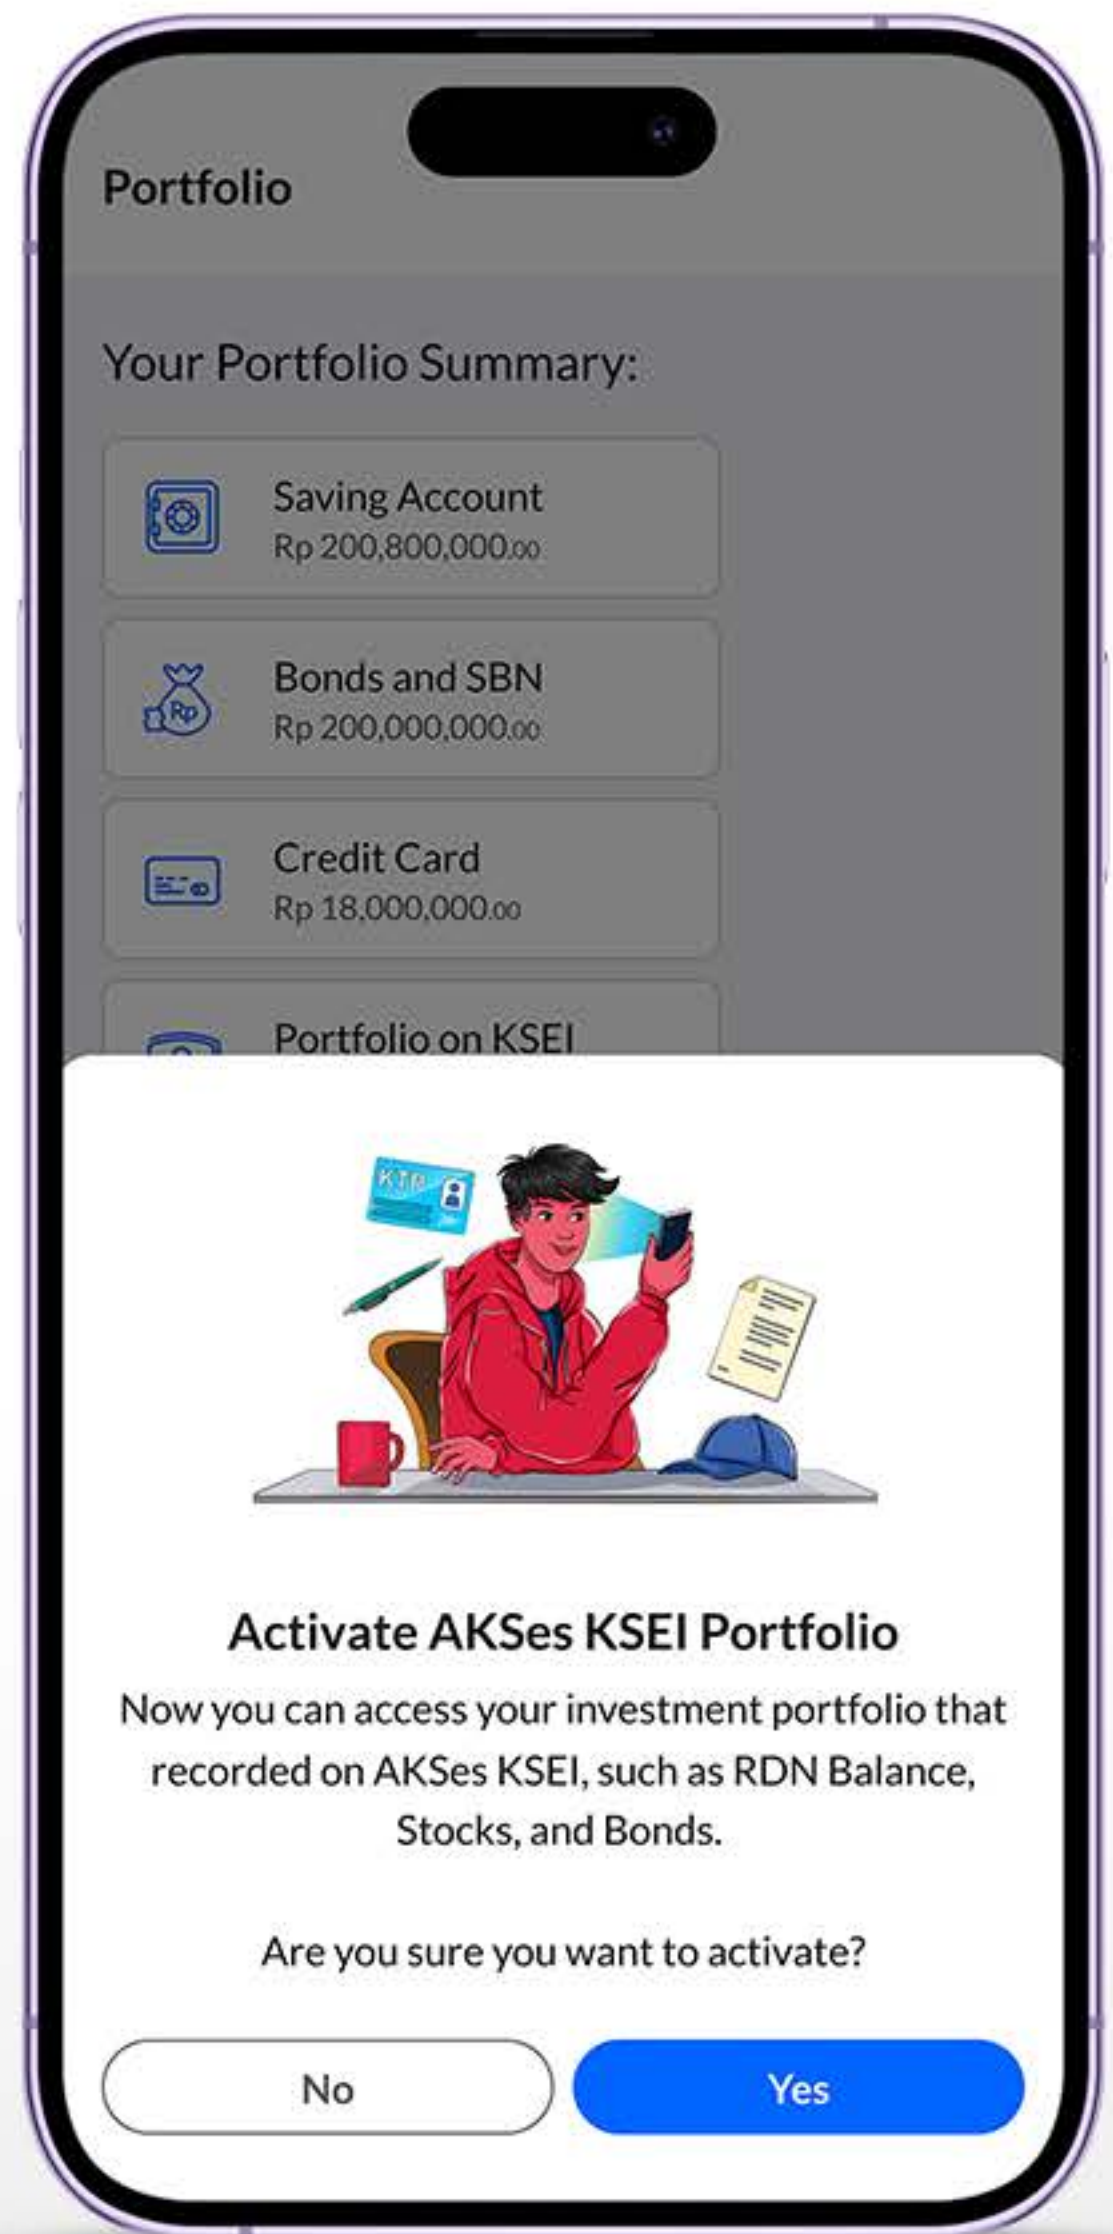 Portfolio
Your Portfolio Summary:
Saving Account
Rp 200,800,000.00
Bonds and SBN
Rp
Rp 200,000,000.00
Credit Card
Rp 18,000,000.00
Portfolio on KSEI
KTP
Activate AKSes KSEI Portfolio
Now you can access your investment portfolio that
recorded on AKSes KSEI, such as RDN Balance,
Stocks, and Bonds.
Are you sure you want to activate?
No
Yes